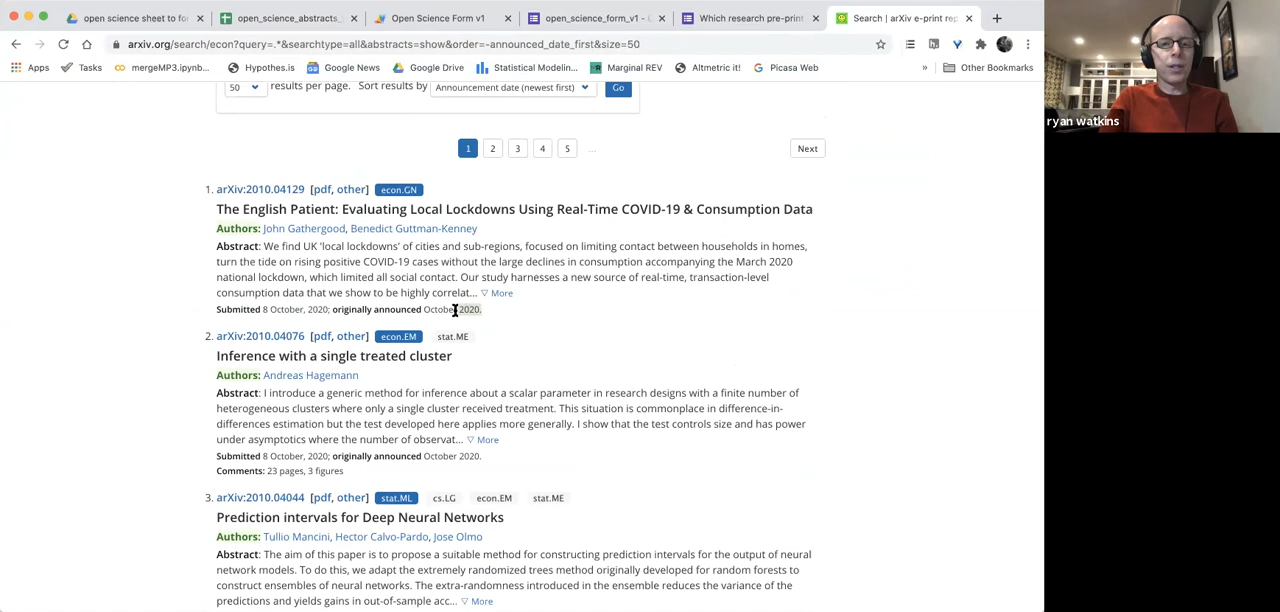 open science sheet to fo
open_science_abstracts_
Open Science Form v1
open_science_form_v1 - G
Which research pre-print
Search | arXiv e-print rep
arxiv.org/search/econ?query=.*&searchtype=all&abstracts=show&order=-announced_date_first&size=50
Apps Tasks mergeMP3.ipynb... Hypothes.is Google News Google Drive Statistical Modelin... Marginal REV Altmetric it! Picasa Web » Other Bookmarks
ryan watkins
50 results per page. Sort results by Announcement date (newest first) Go
1 2 3 4 5 ... Next
1. arXiv:2010.04129 [pdf, other] econ.GN
The English Patient: Evaluating Local Lockdowns Using Real-Time COVID-19 & Consumption Data
Authors: John Gathergood, Benedict Guttman-Kenney
Abstract: We find UK 'local lockdowns' of cities and sub-regions, focused on limiting contact between households in homes,
turn the tide on rising positive COVID-19 cases without the large declines in consumption accompanying the March 2020
national lockdown, which limited all social contact. Our study harnesses a new source of real-time, transaction-level
consumption data that we show to be highly correlat... ▽ More
Submitted 8 October, 2020; originally announced October 2020.
2. arXiv:2010.04076 [pdf, other] econ.EM stat.ME
Inference with a single treated cluster
Authors: Andreas Hagemann
Abstract: I introduce a generic method for inference about a scalar parameter in research designs with a finite number of
heterogeneous clusters where only a single cluster received treatment. This situation is commonplace in difference-in-
differences estimation but the test developed here applies more generally. I show that the test controls size and has power
under asymptotics where the number of observat... ▽ More
Submitted 8 October, 2020; originally announced October 2020.
Comments: 23 pages, 3 figures
3. arXiv:2010.04044 [pdf, other] stat.ML cs.LG econ.EM stat.ME
Prediction intervals for Deep Neural Networks
Authors: Tullio Mancini, Hector Calvo-Pardo, Jose Olmo
Abstract: The aim of this paper is to propose a suitable method for constructing prediction intervals for the output of neural
network models. To do this, we adapt the extremely randomized trees method originally developed for random forests to
construct ensembles of neural networks. The extra-randomness introduced in the ensemble reduces the variance of the
predictions and yields gains in out-of-sample acc... ▽ More